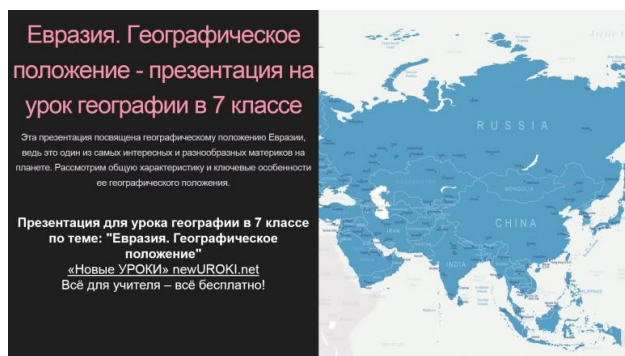 Евразия. Географическое
положение - презентация на
урок географии в 7 классе
Эта презентация посвящена географическому положению Евразии,
ведь это один из самых интересных и разнообразных материков на
планете. Рассмотрим общую характеристику и ключевые особенности
ее географического положения.
Презентация для урока географии в 7 классе
по теме: "Евразия. Географическое
положение"
«Новые УРОКИ» newUROKI.net
Всё для учителя – всё бесплатно!
RUSSIA
MONGOLIA
CHINA
IRAN
INDIA